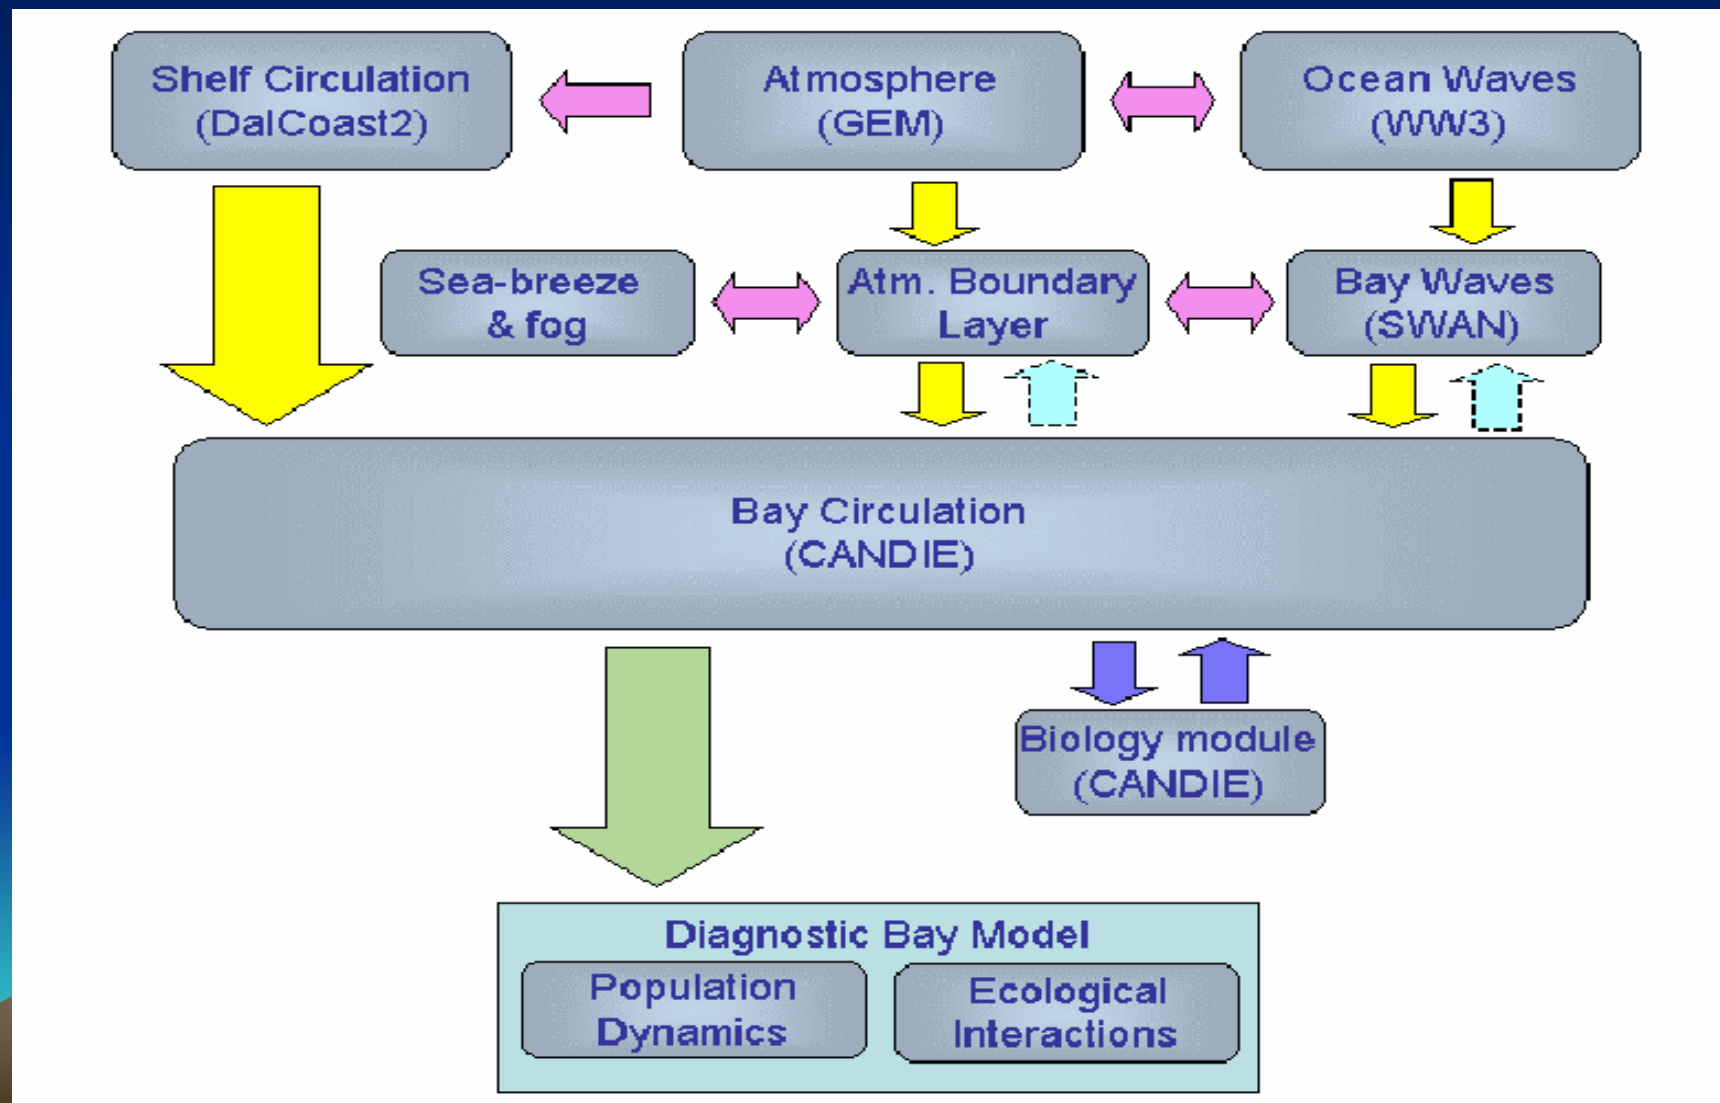 Shelf Circulation
(DalCoast2)
Atmosphere
(GEM)
Ocean Waves
(WW3)
Sea-breeze
& fog
Atm. Boundary
Layer
Bay Waves
(SWAN)
Bay Circulation
(CANDIE)
Biology module
(CANDIE)
Diagnostic Bay Model
Population
Dynamics
Ecological
Interactions